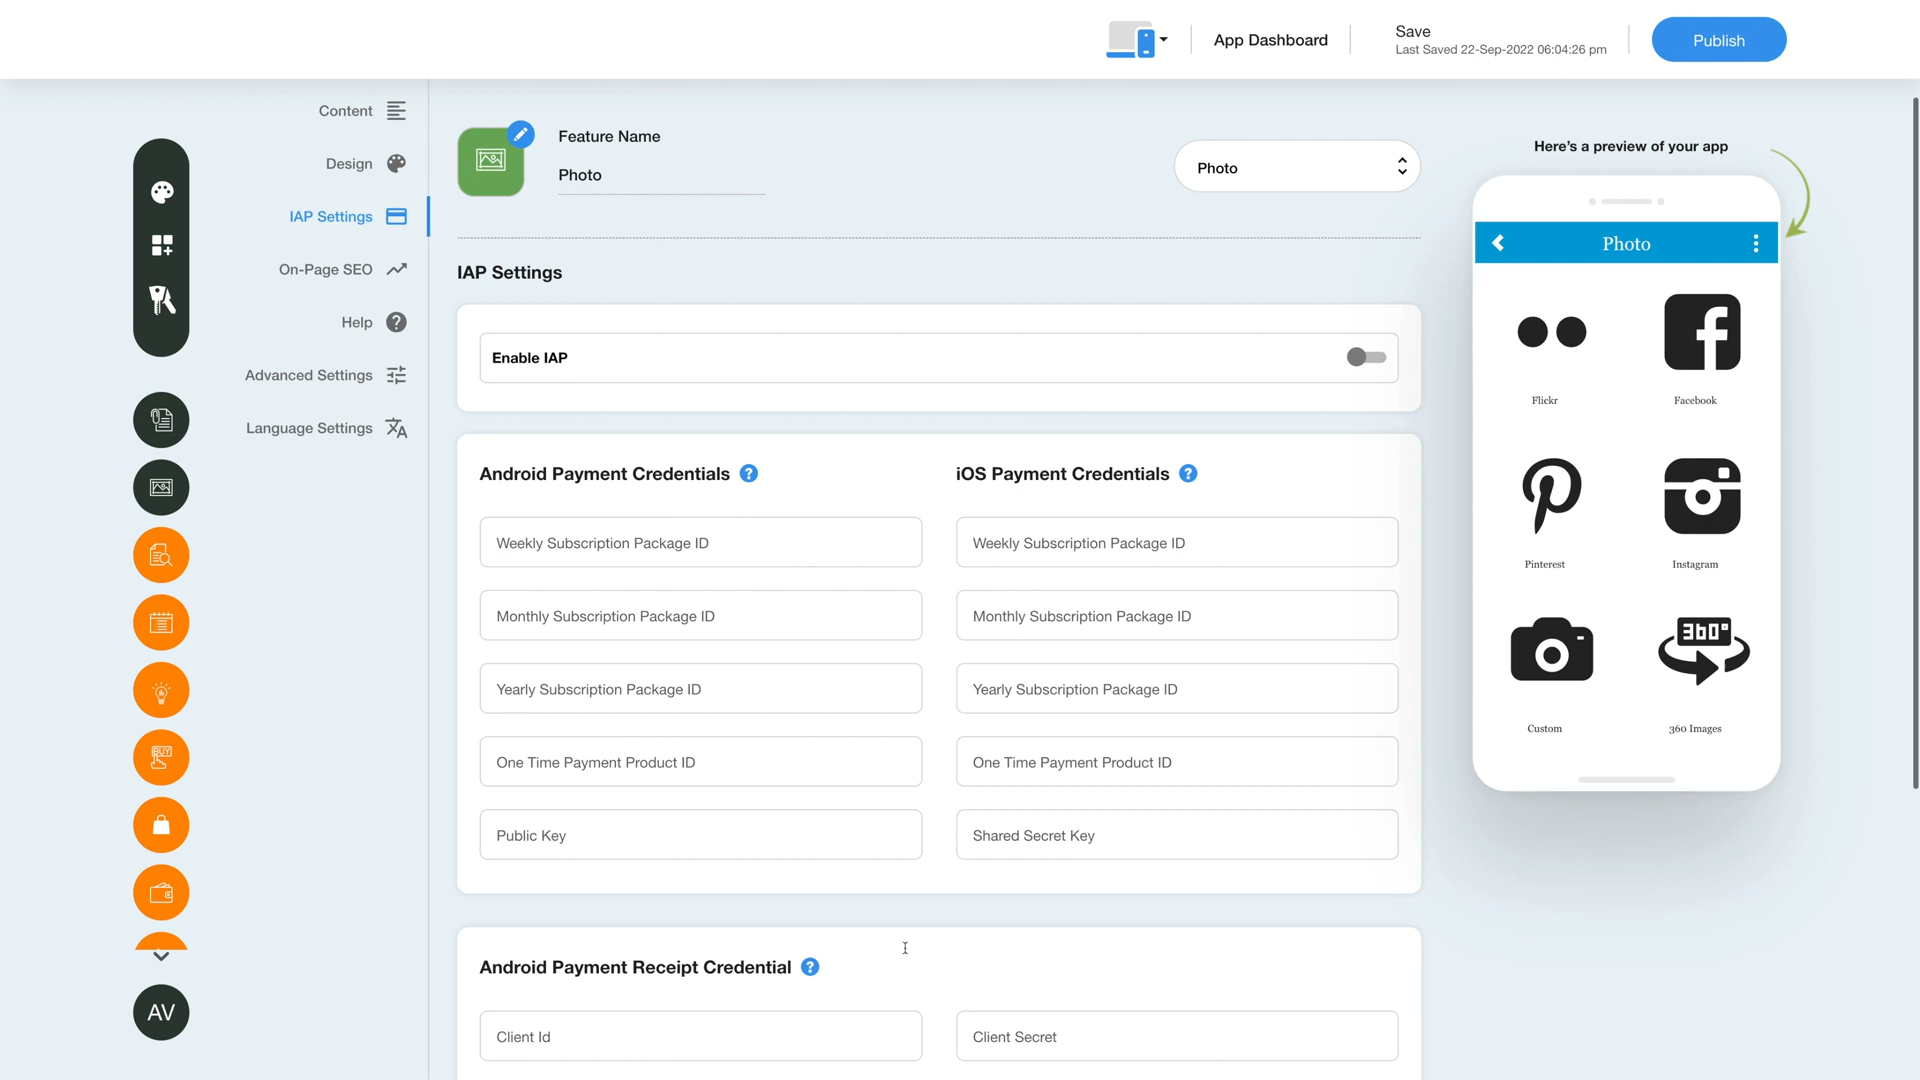 App Dashboard
Save
Last Saved 22-Sep-2022 06:04:26 pm
Publish
Content
Design
IAP Settings
On-Page SEO
Help
Advanced Settings
Language Settings
BUY
AV
Feature Name
Photo
Photo
IAP Settings
Enable IAP
Android Payment Credentials ?
iOS Payment Credentials ?
Weekly Subscription Package ID
Weekly Subscription Package ID
Monthly Subscription Package ID
Monthly Subscription Package ID
Yearly Subscription Package ID
Yearly Subscription Package ID
One Time Payment Product ID
One Time Payment Product ID
Public Key
Shared Secret Key
Android Payment Receipt Credential ?
Client Id
Client Secret
Here's a preview of your app
Photo
Flickr
Facebook
Pinterest
Instagram
360°
Custom
360 Images